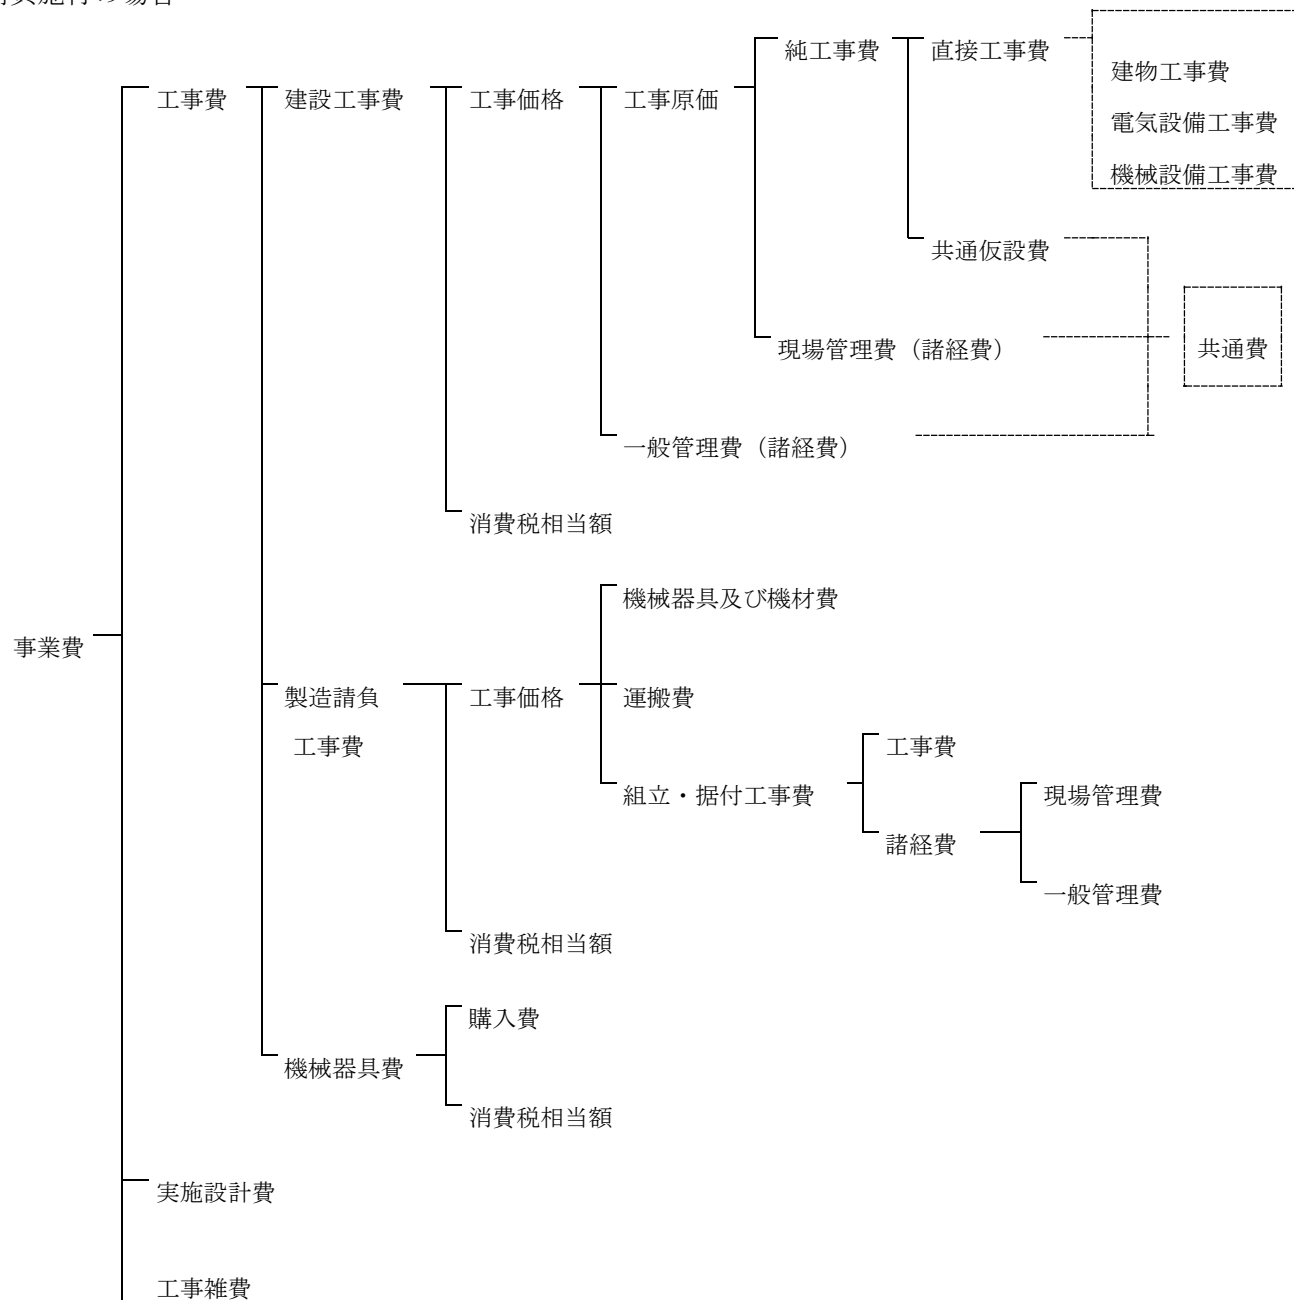 純工事費 直接工事費
建物工事費
工事費 建設工事費 工事価格 工事原価
電気設備工事費
機械設備工事費
共通仮設費
現場管理費（諸経費） 共通費
一般管理費（諸経費）
消費税相当額
機械器具及び機材費
事業費
製造請負 工事価格 運搬費
工事費 工事費
組立・据付工事費 現場管理費
諸経費
一般管理費
消費税相当額
購入費
機械器具費
消費税相当額
実施設計費
工事雑費